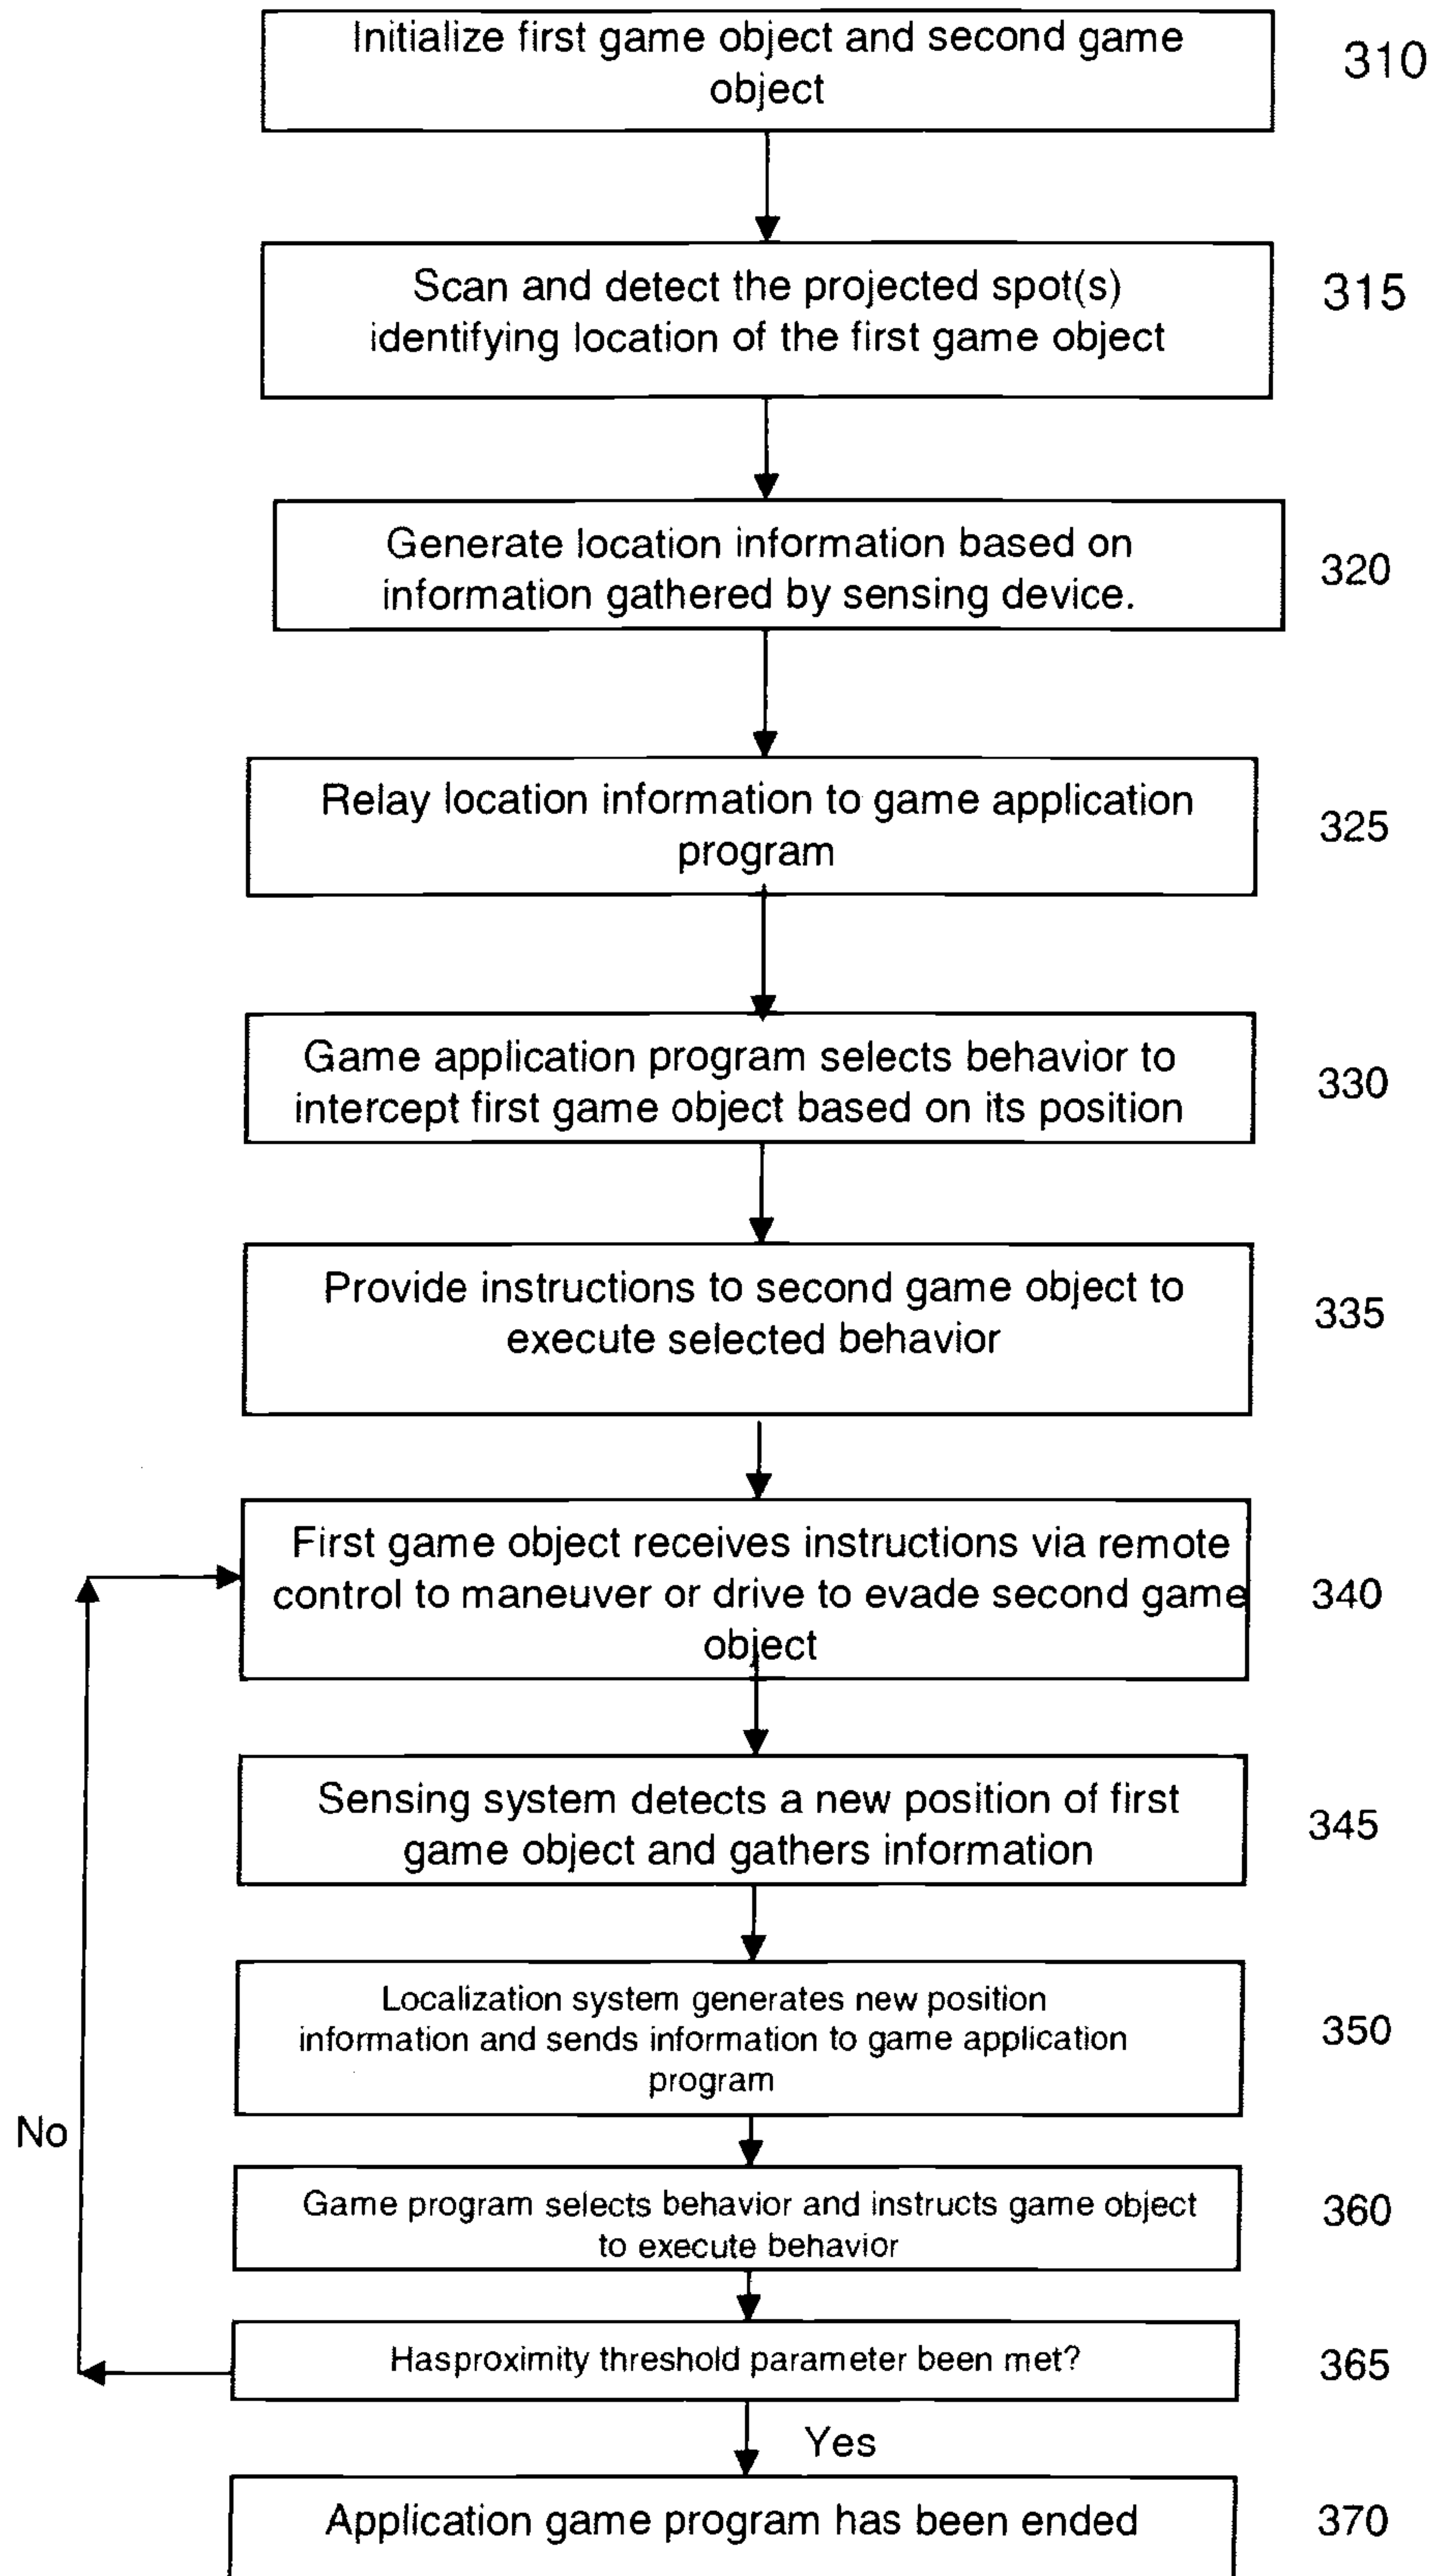 Initialize first game object and second game
object
310
Scan and detect the projected spot(s)
identifying location of the first game object
315
Generate location information based on
information gathered by sensing device.
320
Relay location information to game application
program
325
Game application program selects behavior to
intercept first game object based on its position
330
Provide instructions to second game object to
execute selected behavior
335
First game object receives instructions via remote
control to maneuver or drive to evade second game
object
340
Sensing system detects a new position of first
game object and gathers information
345
Localization system generates new position
information and sends information to game application
program
350
No
Game program selects behavior and instructs game object
to execute behavior
360
Hasproximity threshold parameter been met?
365
Yes
Application game program has been ended
370